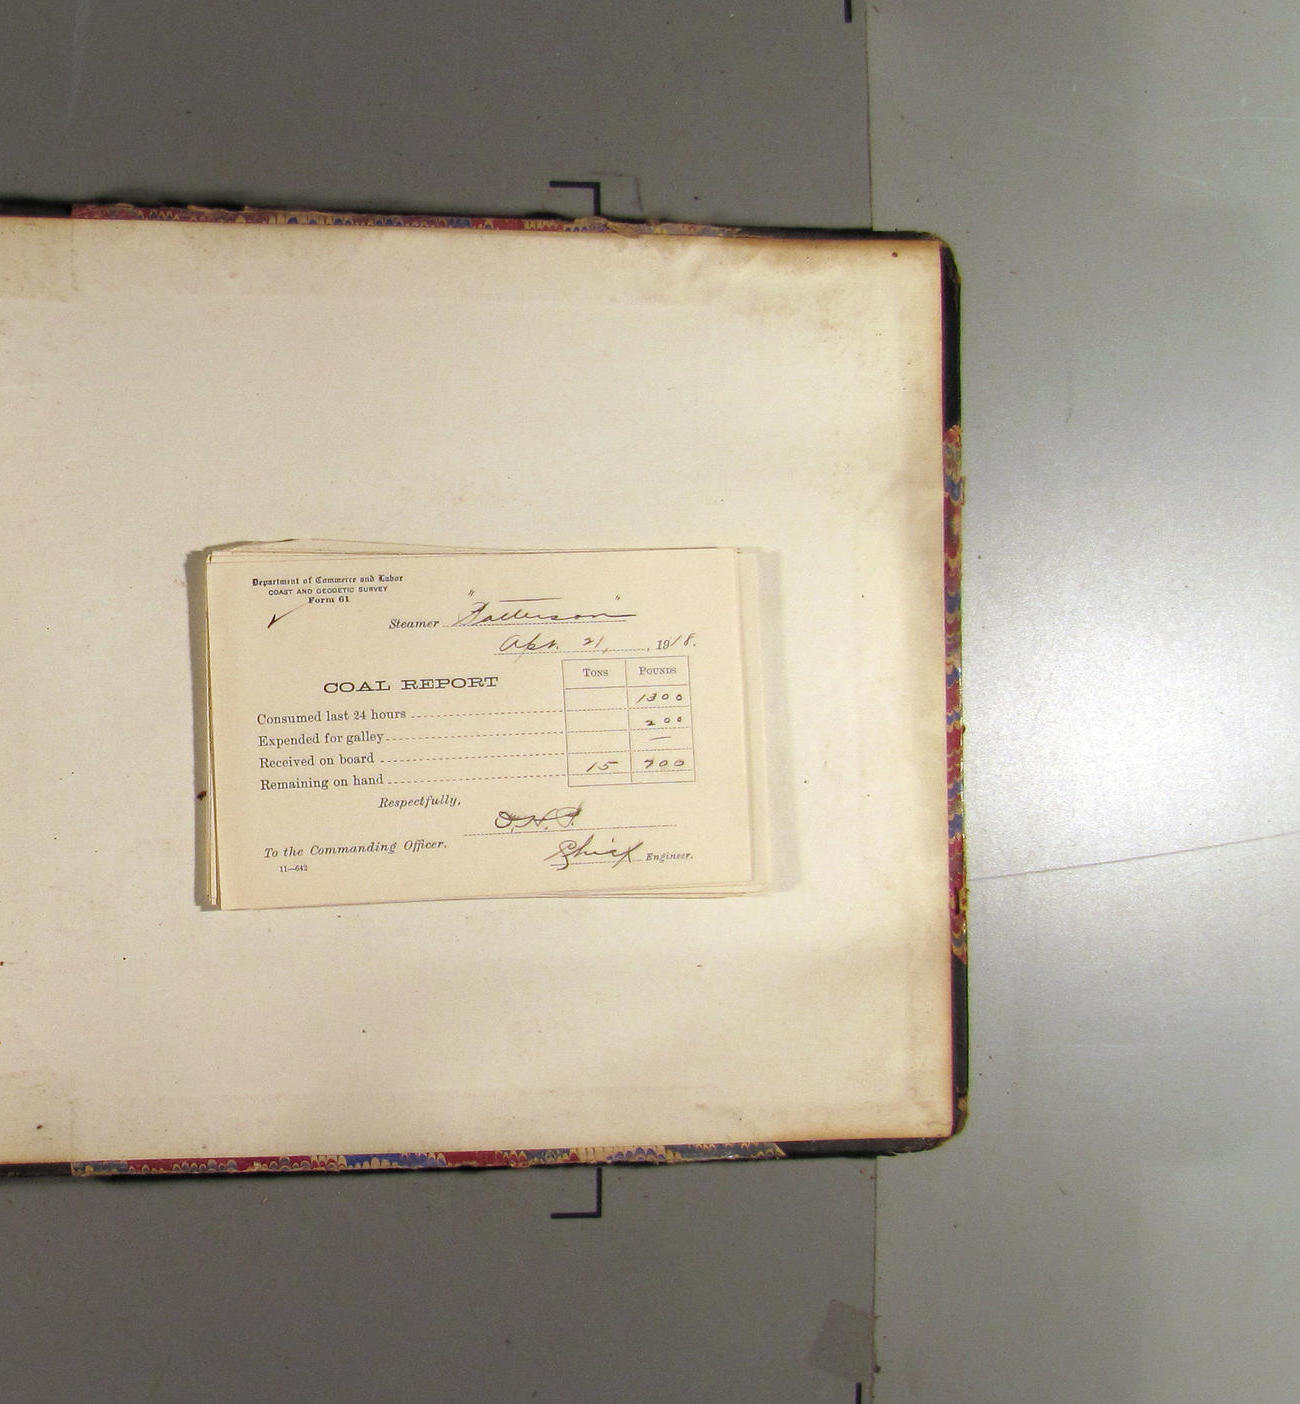 Department of Commerce and Labor
COAST AND GEODETIC SURVEY
Form 61
Steamer "Patterson"
Apr. 21, 1918.
COAL REPORT
TONS POUNDS
Consumed last 24 hours 1300
Expended for galley 200
Received on board —
Remaining on hand 15 700
Respectfully,
To the Commanding Officer.
Chief Engineer.
11—642